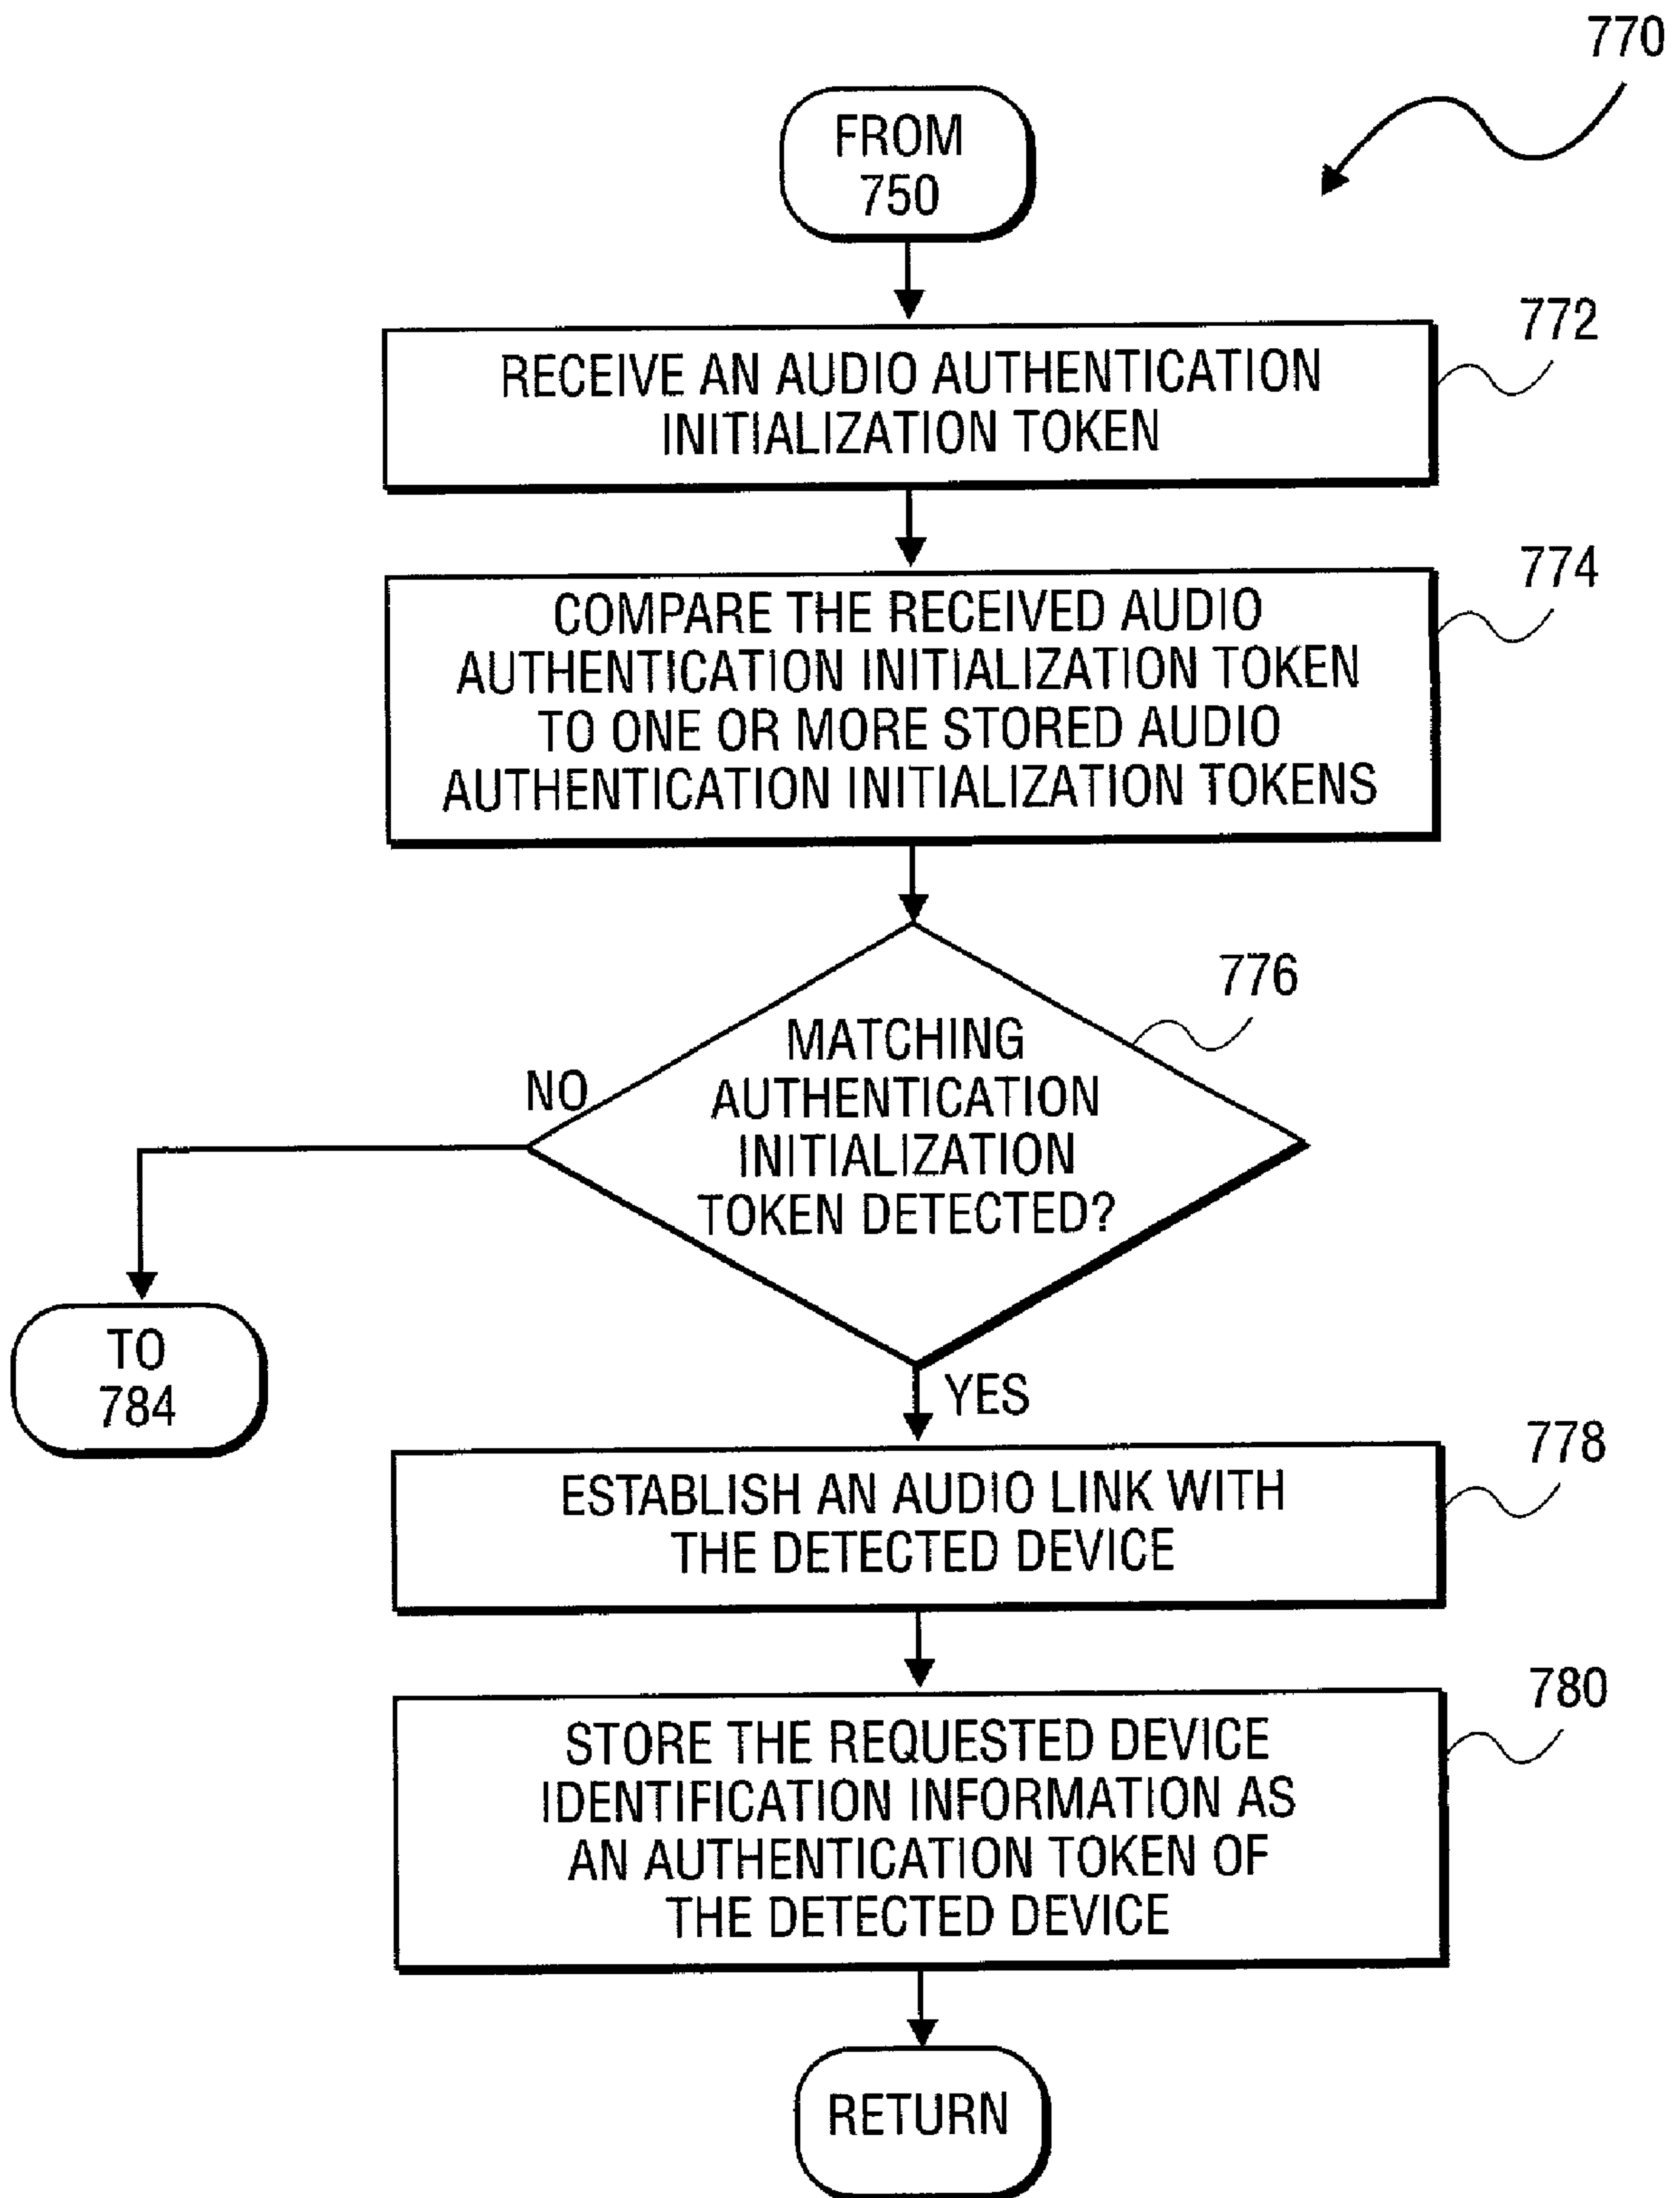 770
FROM
750
772
RECEIVE AN AUDIO AUTHENTICATION
INITIALIZATION TOKEN
774
COMPARE THE RECEIVED AUDIO
AUTHENTICATION INITIALIZATION TOKEN
TO ONE OR MORE STORED AUDIO
AUTHENTICATION INITIALIZATION TOKENS
776
MATCHING
AUTHENTICATION
INITIALIZATION
TOKEN DETECTED?
NO
TO
784
YES
778
ESTABLISH AN AUDIO LINK WITH
THE DETECTED DEVICE
780
STORE THE REQUESTED DEVICE
IDENTIFICATION INFORMATION AS
AN AUTHENTICATION TOKEN OF
THE DETECTED DEVICE
RETURN